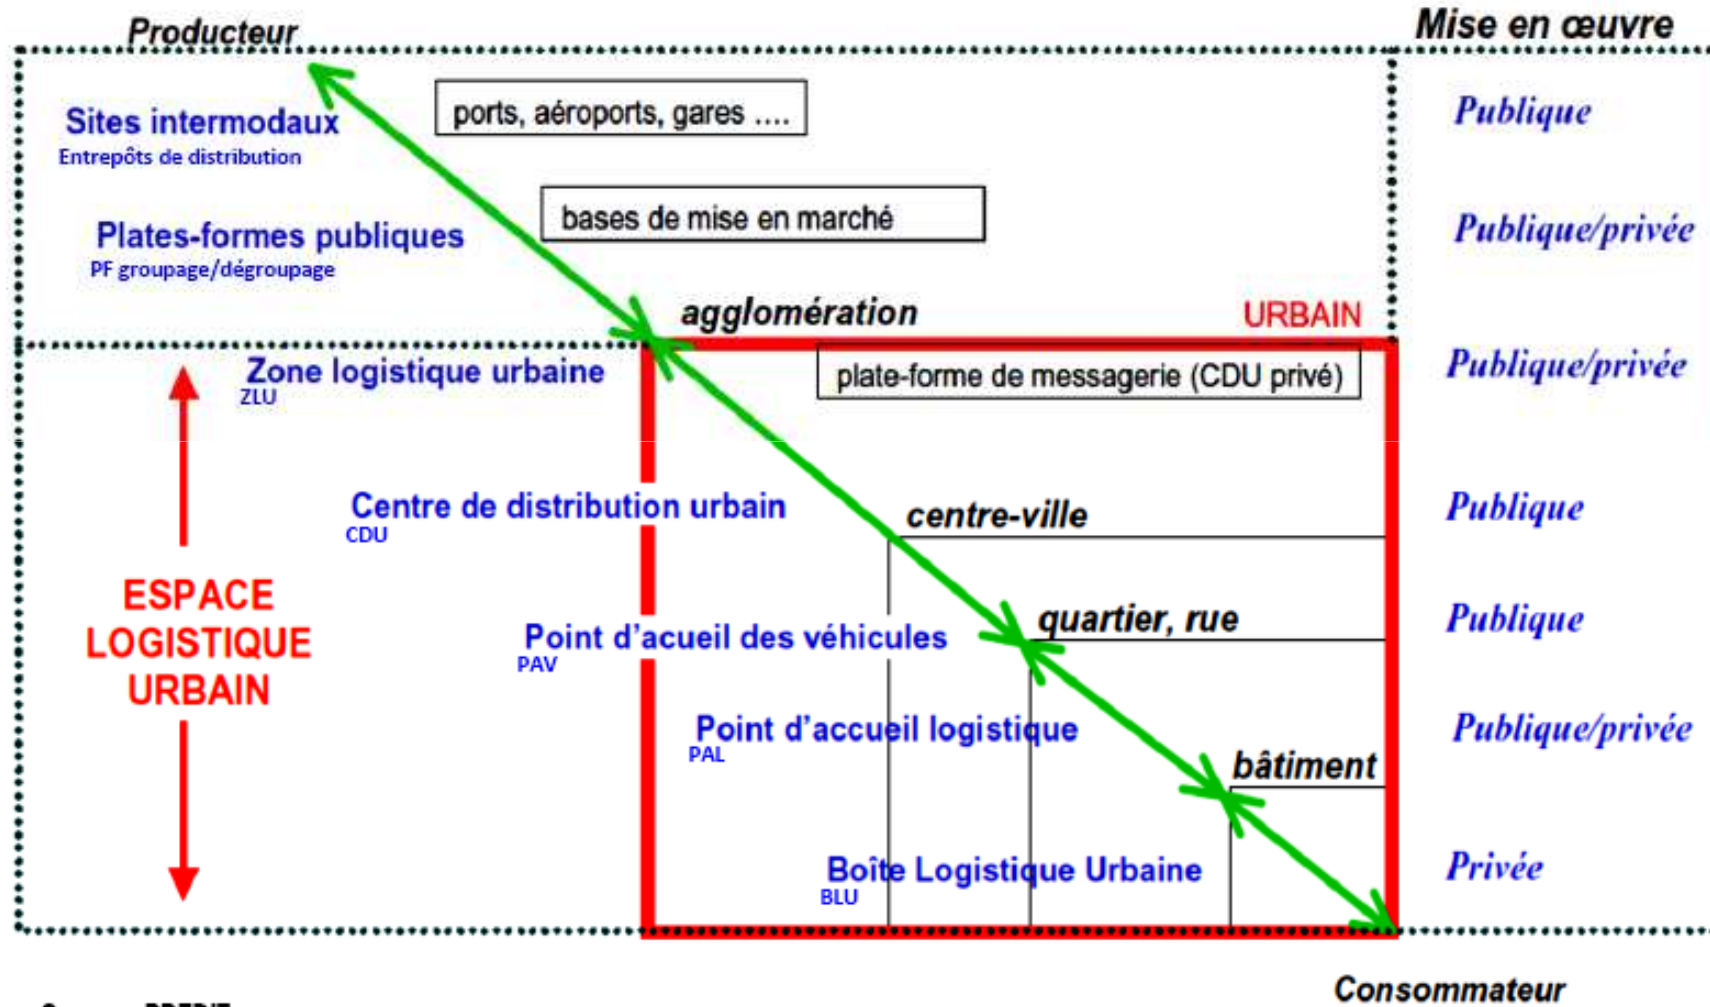 Producteur
Mise en œuvre
Sites intermodaux
Entrepôts de distribution
ports, aéroports, gares ....
Publique
Plates-formes publiques
PF groupage/dégroupage
bases de mise en marché
Publique/privée
agglomération
URBAIN
Zone logistique urbaine
ZLU
plate-forme de messagerie (CDU privé)
Publique/privée
Centre de distribution urbain
CDU
centre-ville
Publique
ESPACE
LOGISTIQUE
URBAIN
Point d'acueil des véhicules
PAV
quartier, rue
Publique
Point d'accueil logistique
PAL
Publique/privée
bâtiment
Boîte Logistique Urbaine
BLU
Privée
Consommateur